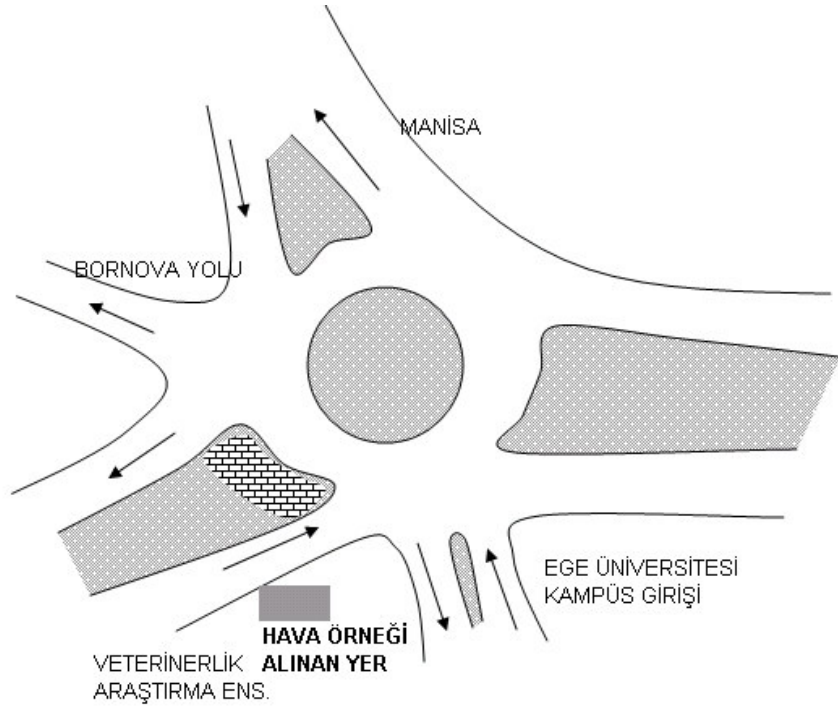 MANİSA
BORNOVA YOLU
EGE ÜNİVERSİTESİ
KAMPÜS GİRİŞİ
HAVA ÖRNEĞİ
ALINAN YER
VETERİNERLİK
ARAŞTIRMA ENS.